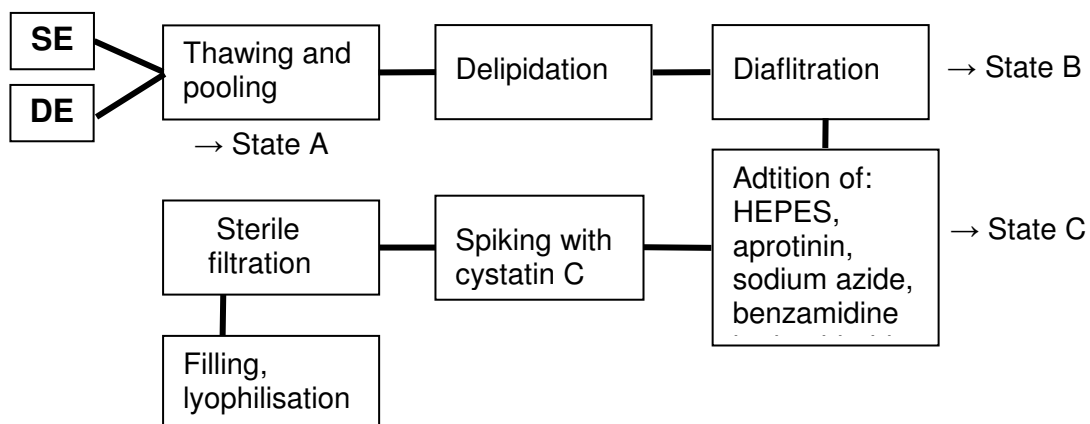 SE
DE
Thawing and
pooling
→ State A
Delipidation
Diaflitration
→ State B
Adtition of:
HEPES,
aprotinin,
sodium azide,
benzamidine
→ State C
Spiking with
cystatin C
Sterile
filtration
Filling,
lyophilisation